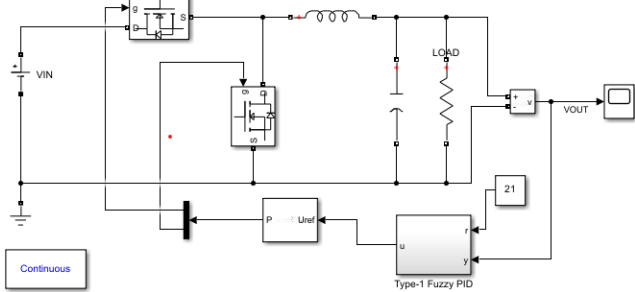 g
D
S
LOAD
+
VIN
g
D
S
+
-
v
VOUT
21
P
Uref
r
u
y
Continuous
Type-1 Fuzzy PID